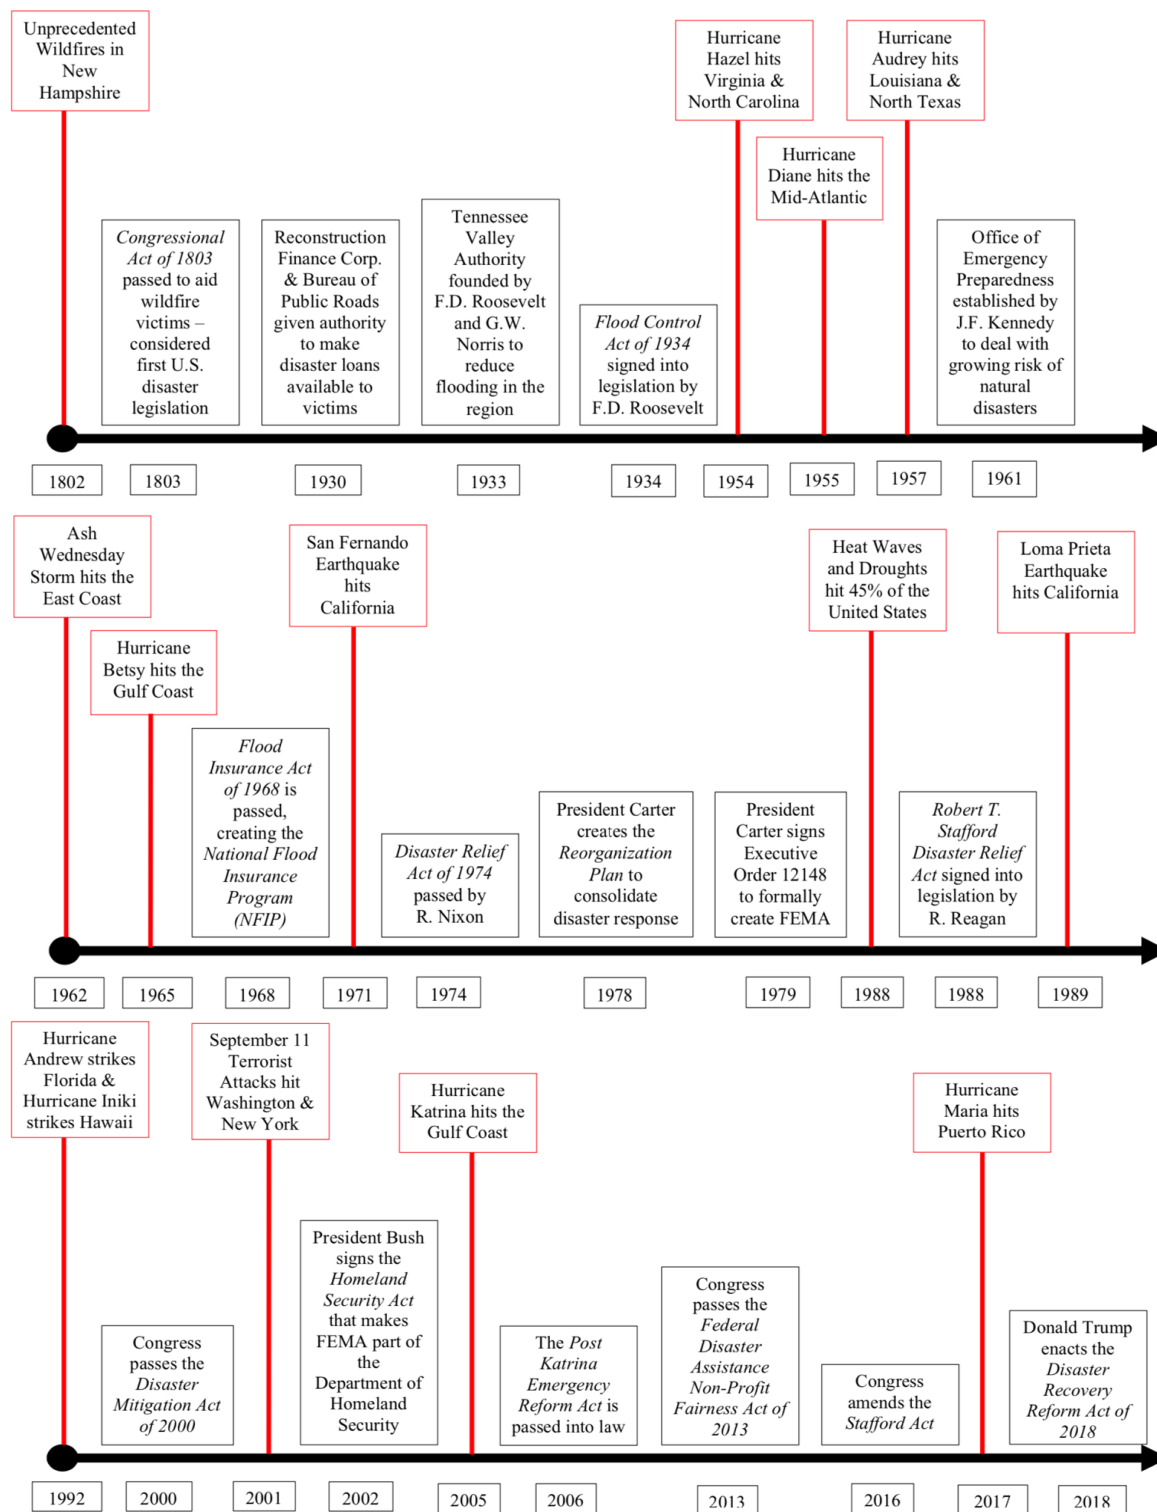 Unprecedented
Wildfires in
New
Hampshire
Congressional
Act of 1803
passed to aid
wildfire
victims –
considered
first U.S.
disaster
legislation
Reconstruction
Finance Corp.
& Bureau of
Public Roads
given authority
to make
disaster loans
available to
victims
Tennessee
Valley
Authority
founded by
F.D. Roosevelt
and G.W.
Norris to
reduce
flooding in the
region
Flood Control
Act of 1934
signed into
legislation by
F.D. Roosevelt
Hurricane
Hazel hits
Virginia &
North Carolina
Hurricane
Diane hits the
Mid-Atlantic
Hurricane
Audrey hits
Louisiana &
North Texas
Office of
Emergency
Preparedness
established by
J.F. Kennedy
to deal with
growing risk of
natural
disasters
1802
1803
1930
1933
1934
1954
1955
1957
1961
Ash
Wednesday
Storm hits the
East Coast
Hurricane
Betsy hits the
Gulf Coast
Flood
Insurance Act
of 1968 is
passed,
creating the
National Flood
Insurance
Program
(NFIP)
San Fernando
Earthquake
hits
California
Disaster Relief
Act of 1974
passed by
R. Nixon
President Carter
creates the
Reorganization
Plan to
consolidate
disaster response
President
Carter signs
Executive
Order 12148
to formally
create FEMA
Heat Waves
and Droughts
hit 45% of the
United States
Robert T.
Stafford
Disaster Relief
Act signed into
legislation by
R. Reagan
Loma Prieta
Earthquake
hits California
1962
1965
1968
1971
1974
1978
1979
1988
1988
1989
Hurricane
Andrew strikes
Florida &
Hurricane Iniki
strikes Hawaii
Congress
passes the
Disaster
Mitigation Act
of 2000
September 11
Terrorist
Attacks hit
Washington &
New York
President Bush
signs the
Homeland
Security Act
that makes
FEMA part of
the
Department of
Homeland
Security
Hurricane
Katrina hits the
Gulf Coast
The Post
Katrina
Emergency
Reform Act is
passed into law
Congress
passes the
Federal
Disaster
Assistance
Non-Profit
Fairness Act of
2013
Congress
amends the
Stafford Act
Hurricane
Maria hits
Puerto Rico
Donald Trump
enacts the
Disaster
Recovery
Reform Act of
2018
1992
2000
2001
2002
2005
2006
2013
2016
2017
2018